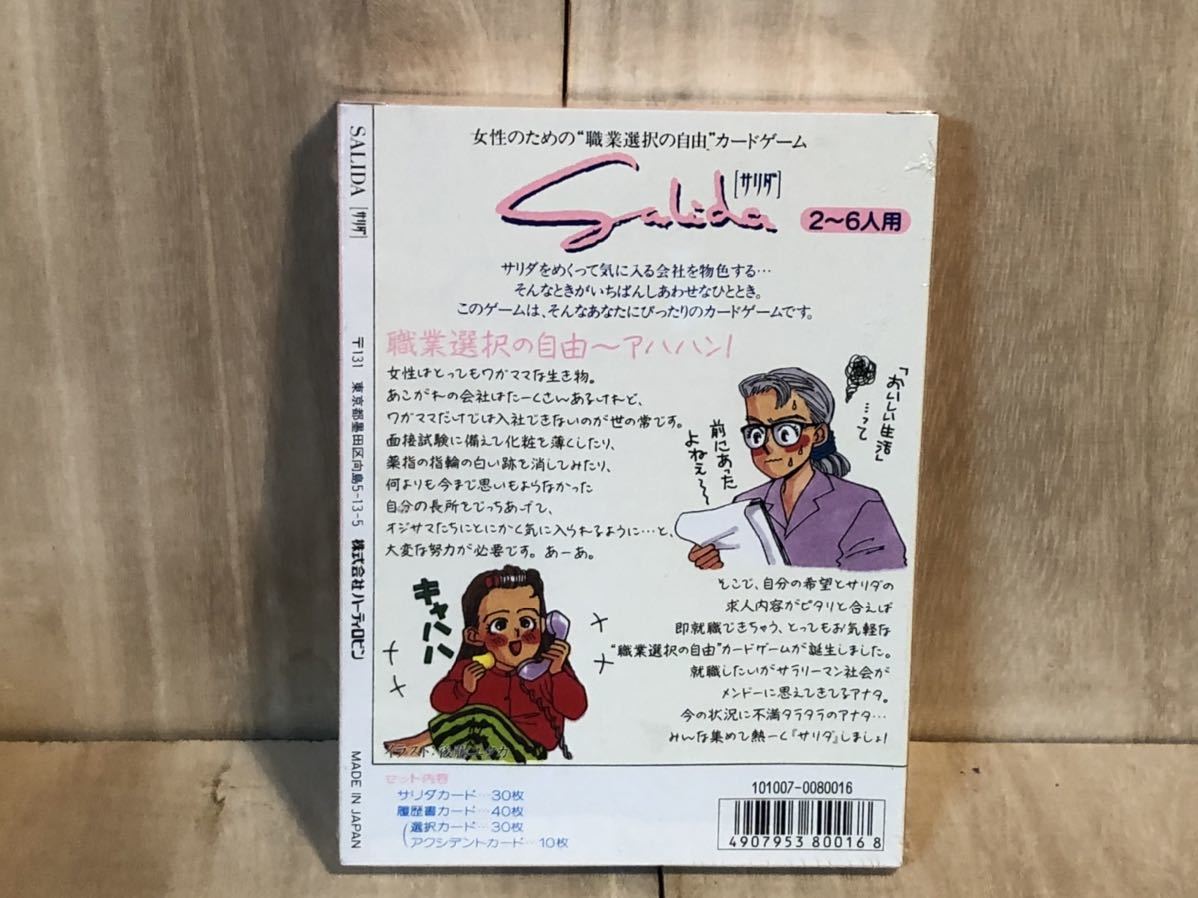 SALIDA [サリダ]
〒131 東京都墨田区向島5-13-5 株式会社ハーティロビン
MADE IN JAPAN
女性のための“職業選択の自由”カードゲーム
Salida [サリダ]
2〜6人用
サリダをめくって気に入る会社を物色する…
そんなときがいちばんしあわせなひととき。
このゲームは、そんなあなたにぴったりのカードゲームです。
職業選択の自由〜アハハン!
女性はとってもワガママな生き物。
あこがれの会社はたーくさんあるけれど、
ワガママだけでは入社できないのが世の常です。
面接試験に備えて化粧を薄くしたり、
薬指の指輪の白い跡を消してみたり、
何よりも今まで思いもよらなかった
自分の長所をでっちあげて、
オジサマたちにとにかく気に入られるように…と、
大変な努力が必要です。あーあ。
「おいしい生活」
…って
前にあった
よねぇ〜〜
キャハハ
そこで、自分の希望とサリダの
求人内容がピタリと合えば
即就職できちゃう、とってもお気軽な
“職業選択の自由”カードゲームが誕生しました。
就職したいがサラリーマン社会が
メンドーに思えてきてるアナタ。
今の状況に不満タラタラのアナタ…
みんな集めて熱ーく『サリダ』しましょ!
イラスト:後藤
セット内容
サリダカード…30枚
履歴書カード…40枚
(選択カード…30枚
アクシデントカード…10枚
101007-0080016
4907953800168